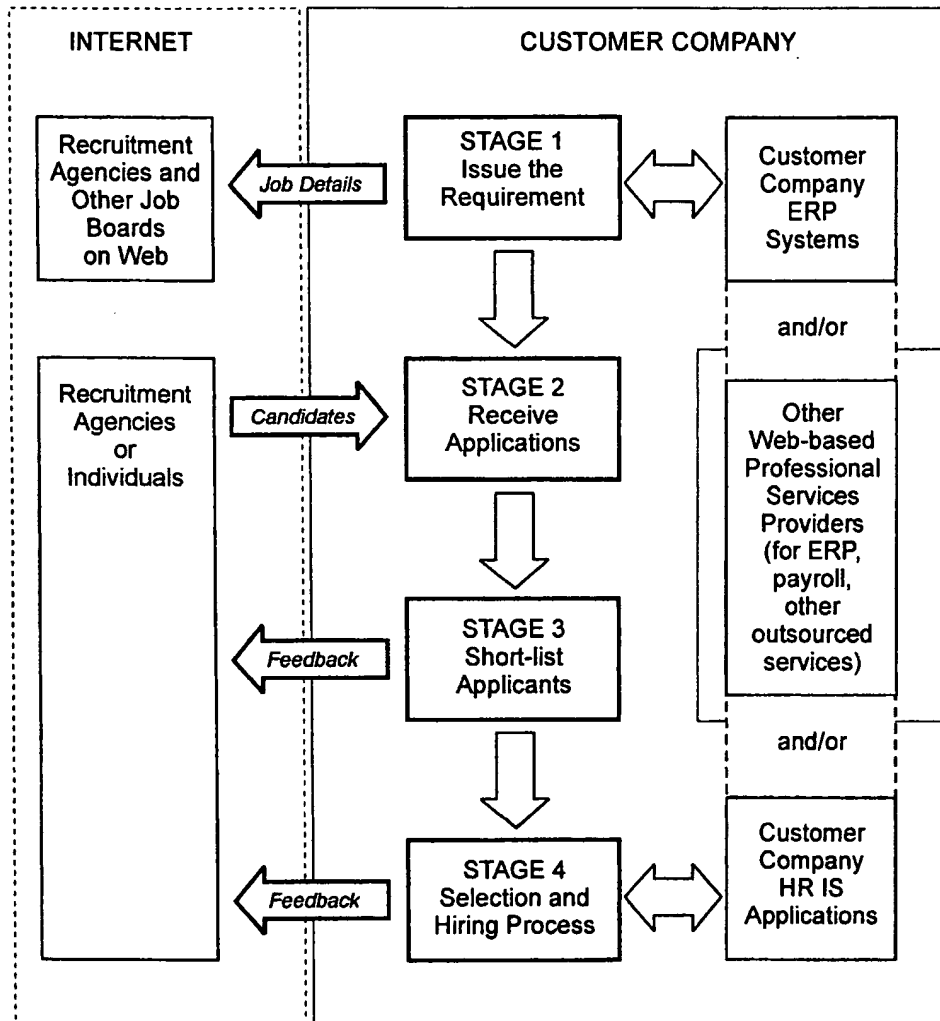 INTERNET
CUSTOMER COMPANY
Recruitment
Agencies and
Other Job
Boards
on Web
Job Details
STAGE 1
Issue the
Requirement
Customer
Company
ERP
Systems
and/or
Recruitment
Agencies
or
Individuals
Candidates
STAGE 2
Receive
Applications
Other
Web-based
Professional
Services
Providers
(for ERP,
payroll,
other
outsourced
services)
Feedback
STAGE 3
Short-list
Applicants
and/or
Feedback
STAGE 4
Selection and
Hiring Process
Customer
Company
HR IS
Applications